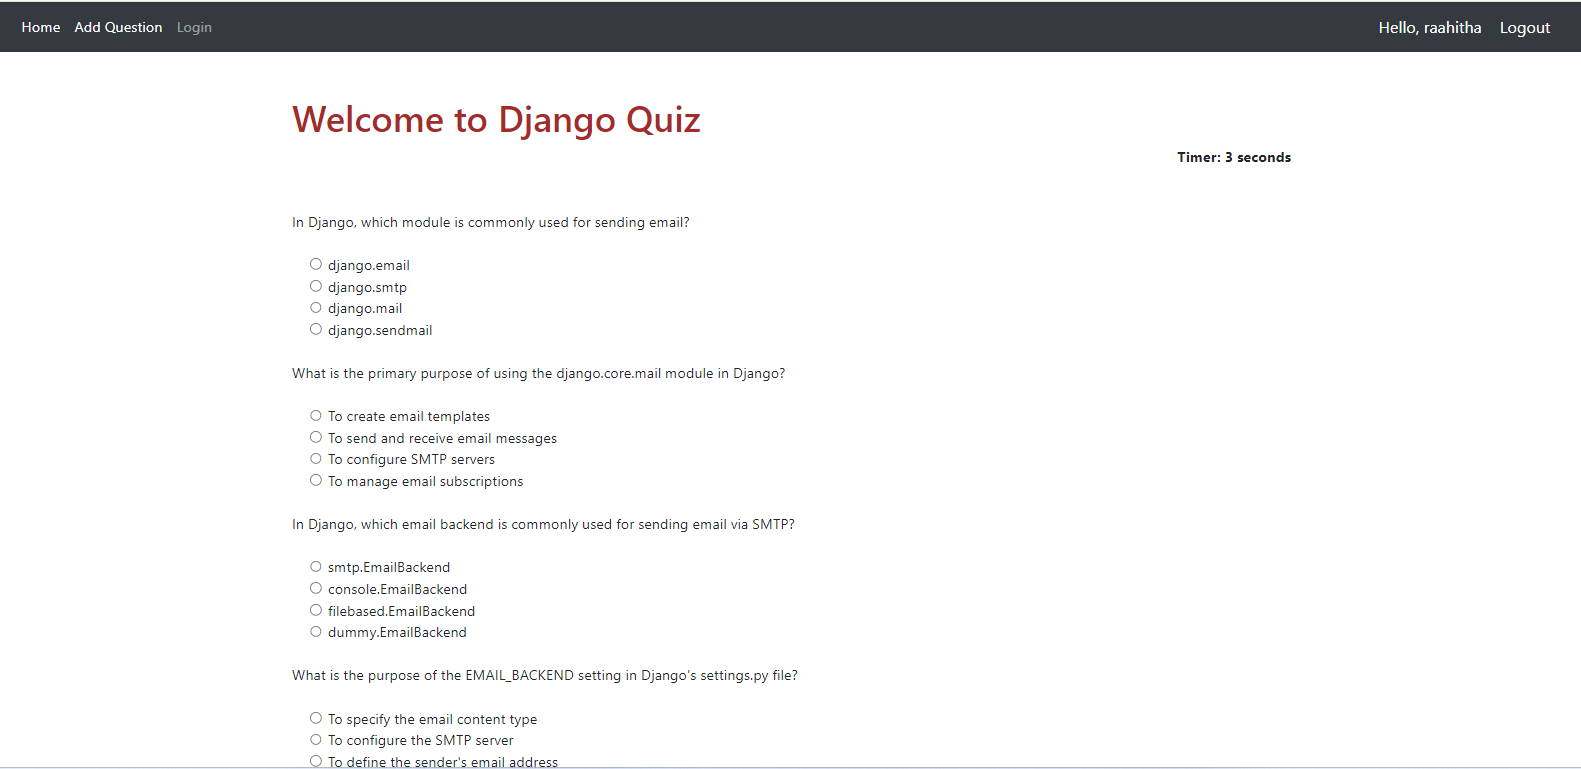 Home Add Question Login Hello, raahitha Logout
Welcome to Django Quiz
Timer: 3 seconds
In Django, which module is commonly used for sending email?
django.email
django.smtp
django.mail
django.sendmail
What is the primary purpose of using the django.core.mail module in Django?
To create email templates
To send and receive email messages
To configure SMTP servers
To manage email subscriptions
In Django, which email backend is commonly used for sending email via SMTP?
smtp.EmailBackend
console.EmailBackend
filebased.EmailBackend
dummy.EmailBackend
What is the purpose of the EMAIL_BACKEND setting in Django's settings.py file?
To specify the email content type
To configure the SMTP server
To define the sender's email address